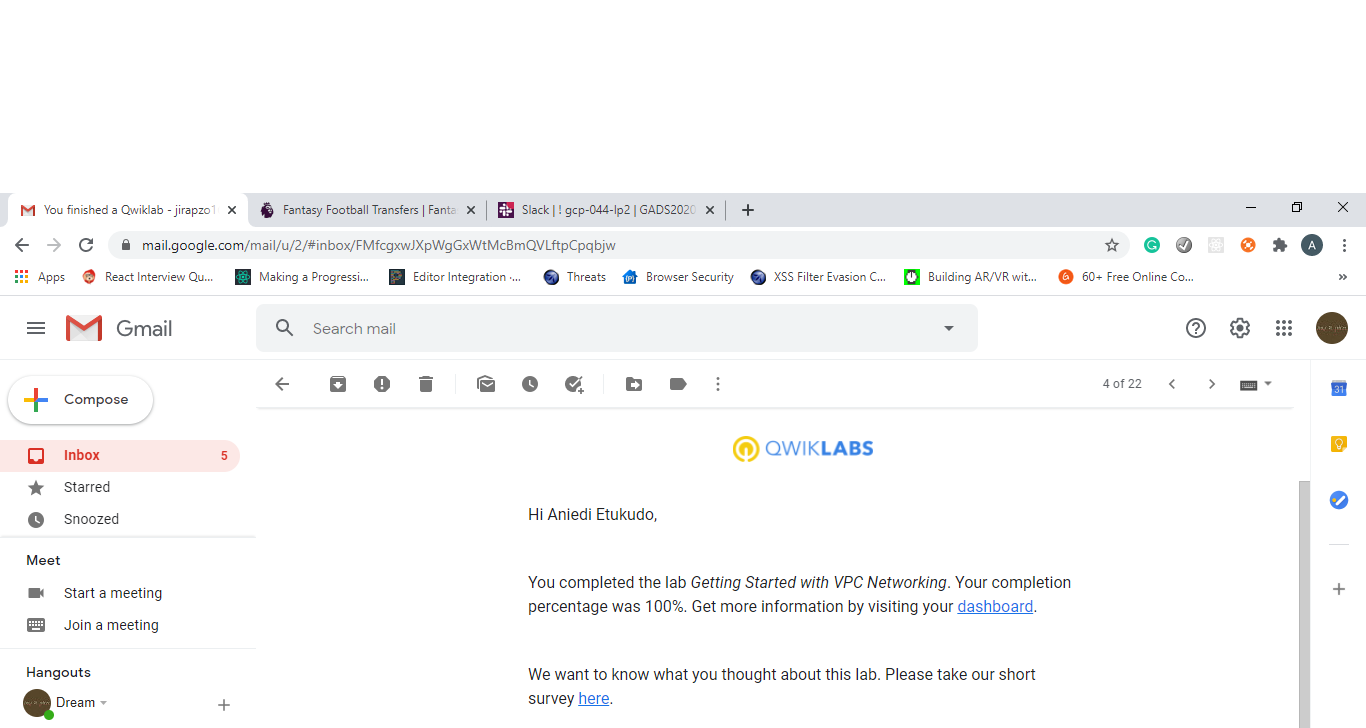 You finished a Qwiklab - jirapzo1
Fantasy Football Transfers | Fanta
Slack | ! gcp-044-lp2 | GADS2020
mail.google.com/mail/u/2/#inbox/FMfcgxwJXpWgGxWtMcBmQVLftpCpqbjw
A
Apps
React Interview Qu...
Making a Progressi...
Editor Integration ·...
Threats
Browser Security
XSS Filter Evasion C...
Building AR/VR wit...
60+ Free Online Co...
»
Gmail
Search mail
Compose
4 of 22
31
Inbox 5
Starred
Snoozed
Meet
Start a meeting
Join a meeting
Hangouts
Dream
QWIKLABS
Hi Aniedi Etukudo,
You completed the lab Getting Started with VPC Networking. Your completion
percentage was 100%. Get more information by visiting your dashboard.
We want to know what you thought about this lab. Please take our short
survey here.